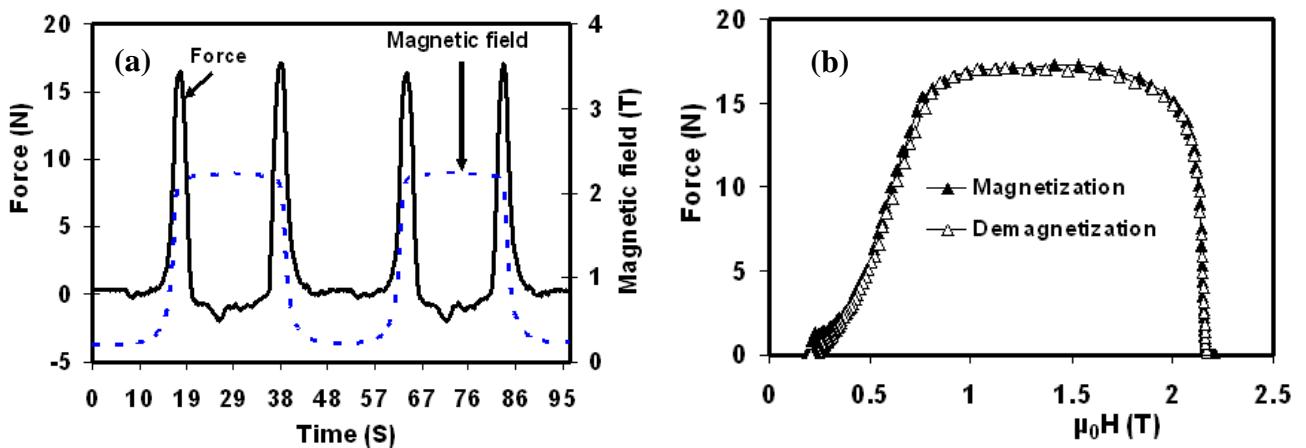 (a)
Force
Magnetic field
Force (N)
20
15
10
5
0
-5
Magnetic field (T)
4
3
2
1
0
0 10 19 29 38 48 57 67 76 86 95
Time (S)
(b)
Magnetization
Demagnetization
Force (N)
20
15
10
5
0
0 0.5 1 1.5 2 2.5
µ₀H (T)